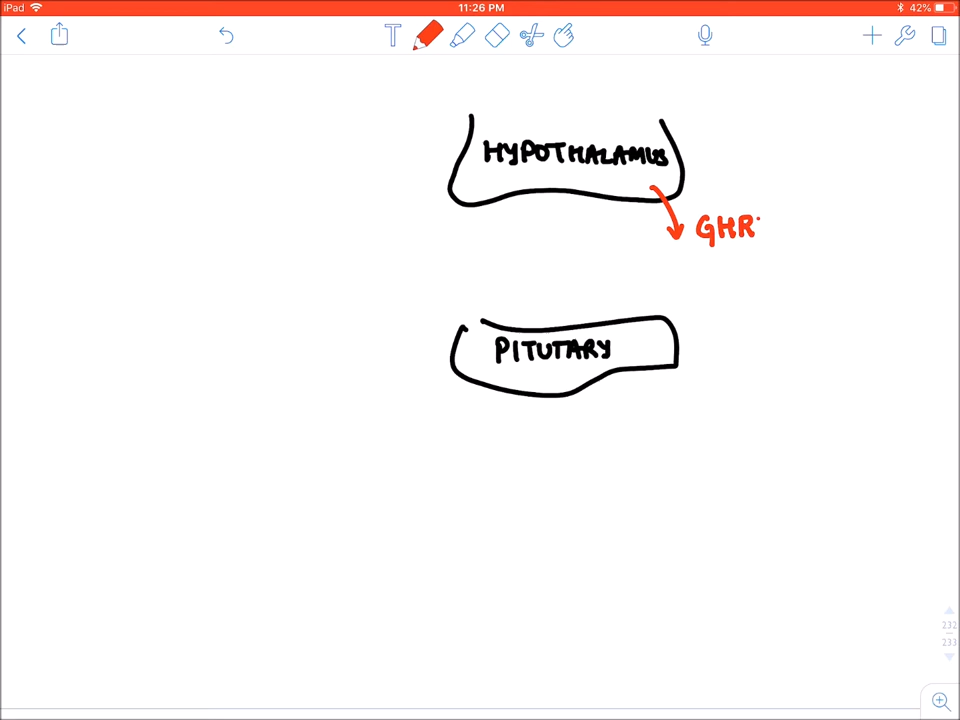 iPad 11:26 PM 42%
T
HYPOTHALAMUS
GHR
PITUTARY
232
233